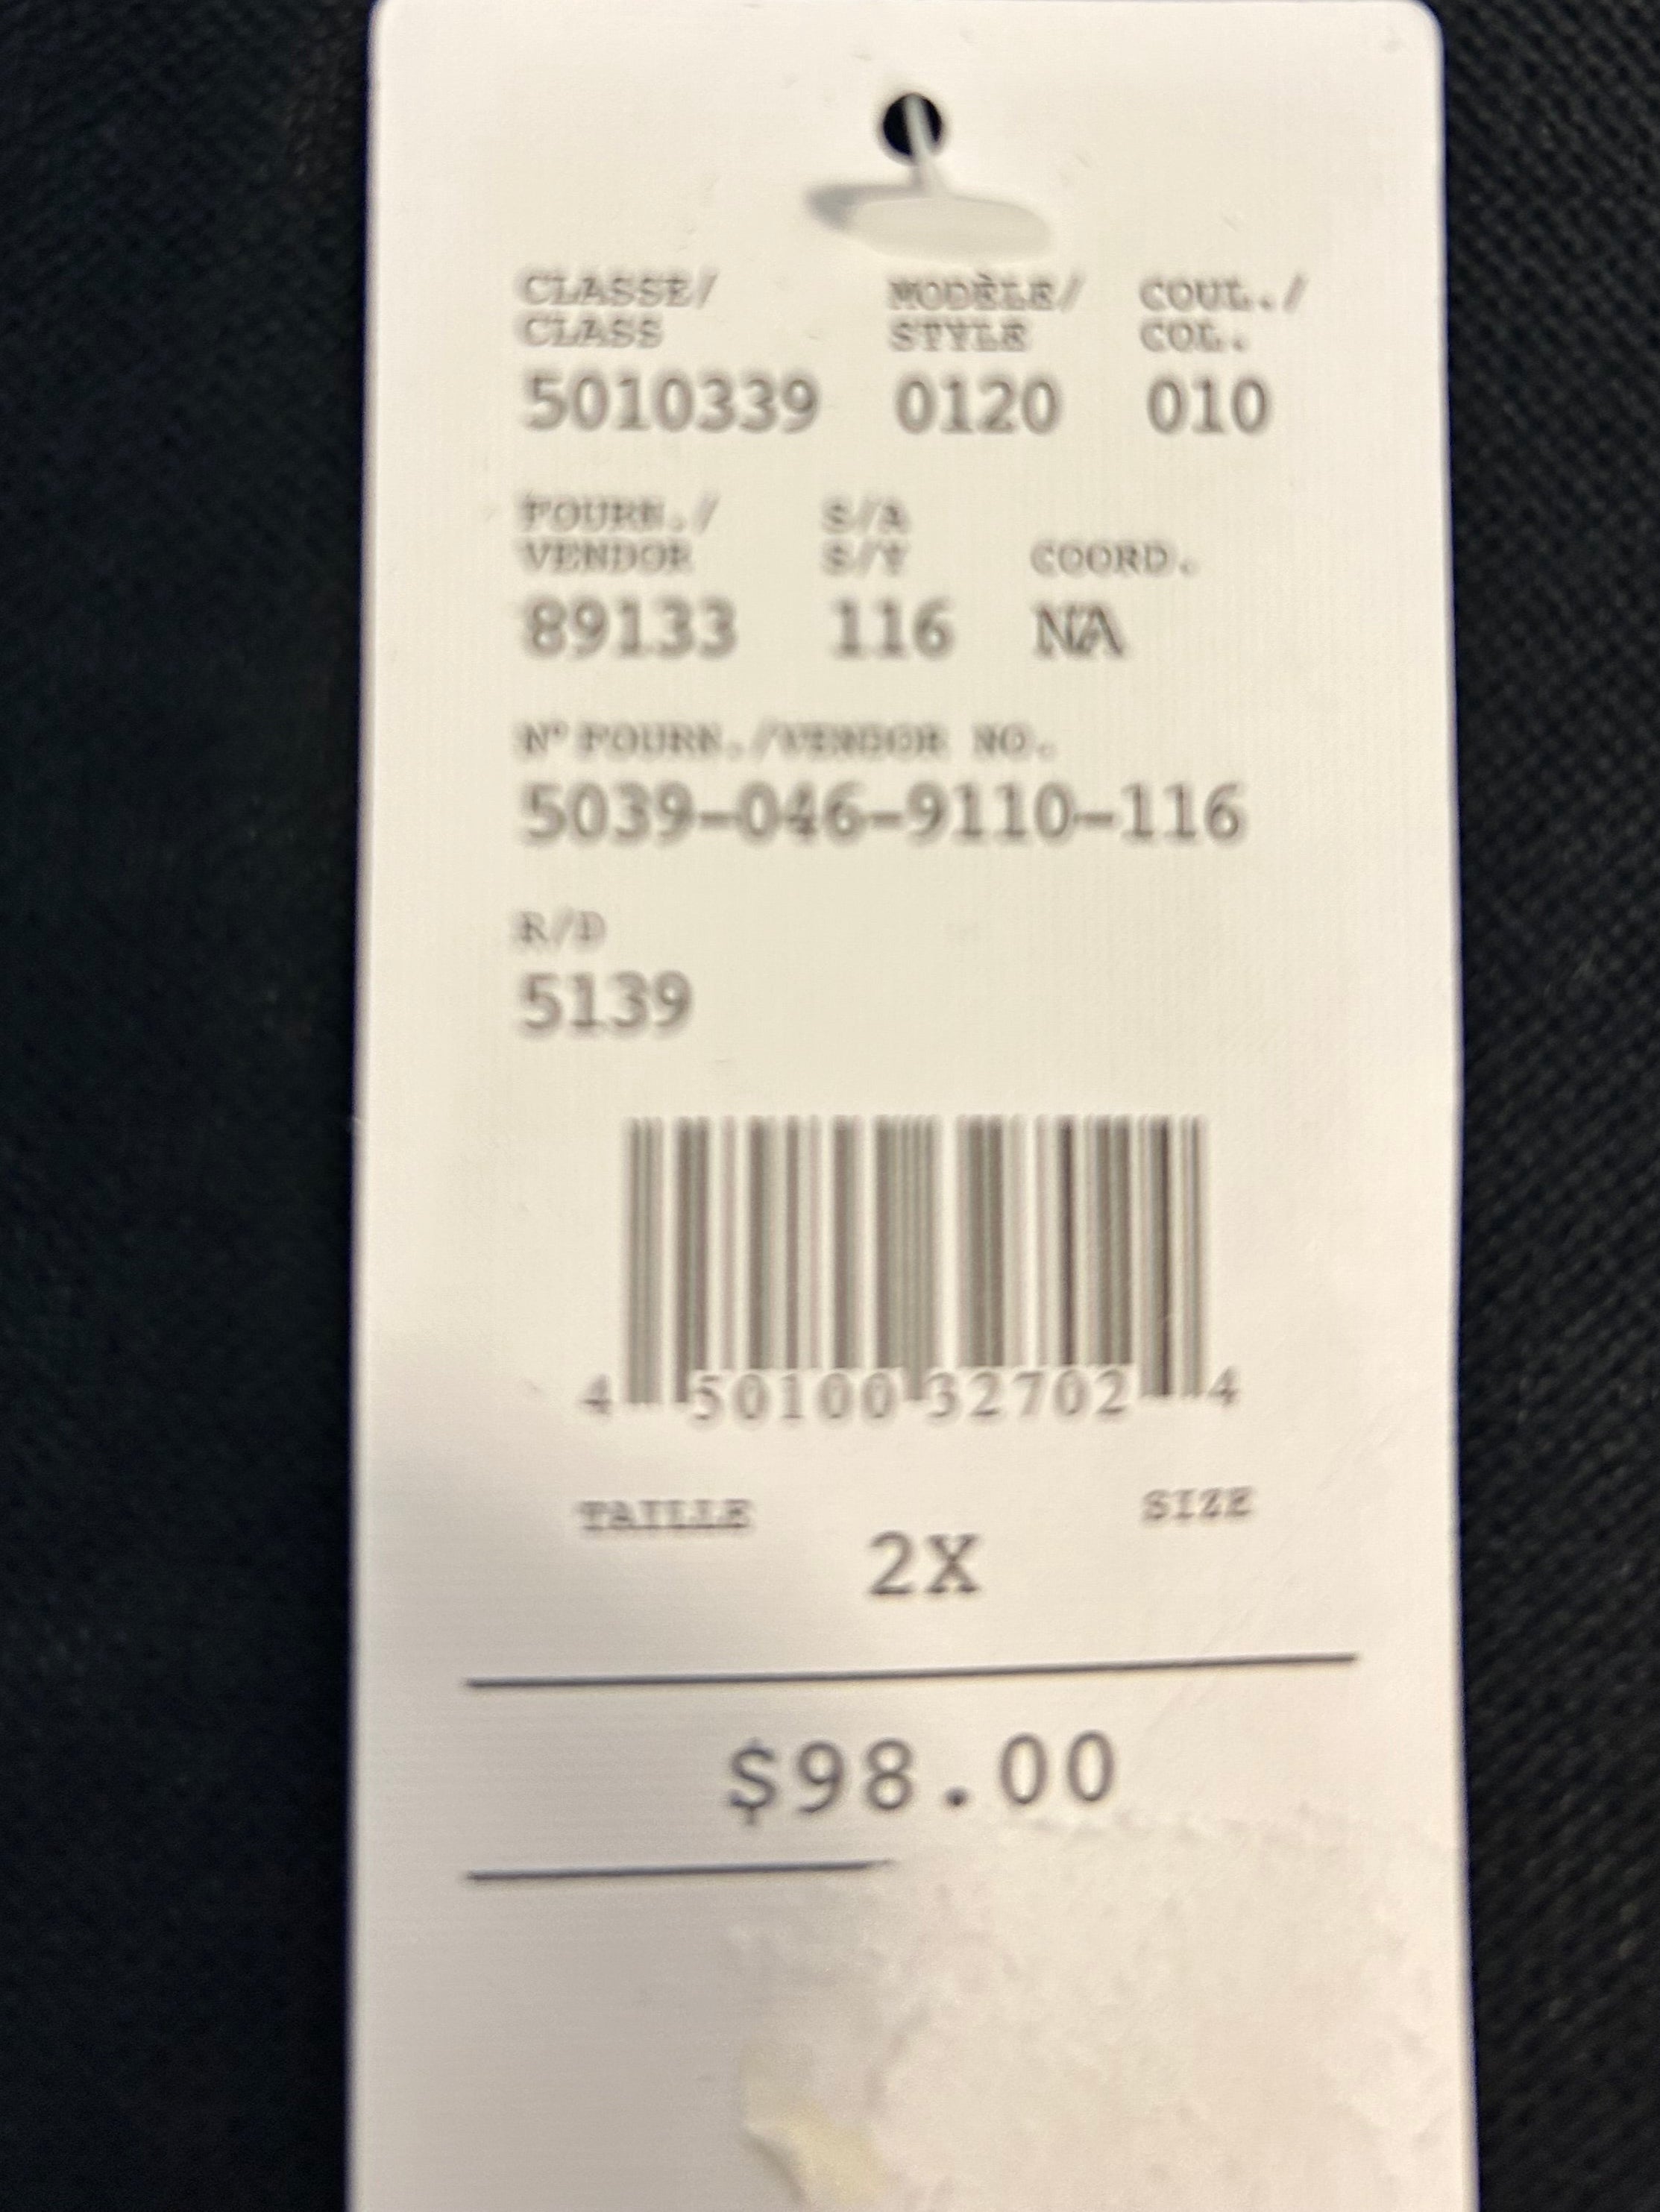 CLASSE/ MODÈLE/ COUL./
CLASS STYLE COL.
5010339 0120 010
FOURN./ S/A
VENDOR S/Y COORD.
89133 116 NA
N° FOURN./VENDOR NO.
5039-046-9110-116
R/D
5139
4 50100 32702 4
TAILLE SIZE
2X
$98.00